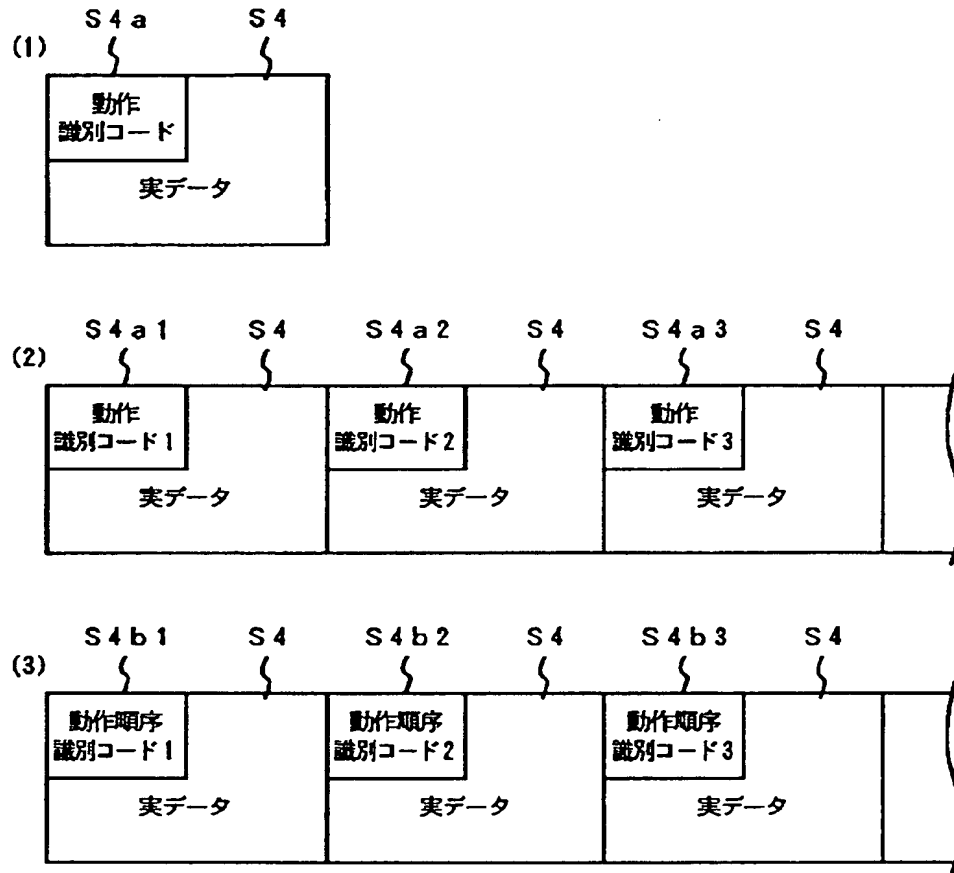 S4a S4
(1)
動作
識別コード
実データ
S4a1 S4 S4a2 S4 S4a3 S4
(2)
動作 動作 動作
識別コード1 識別コード2 識別コード3
実データ 実データ 実データ
S4b1 S4 S4b2 S4 S4b3 S4
(3)
動作順序 動作順序 動作順序
識別コード1 識別コード2 識別コード3
実データ 実データ 実データ